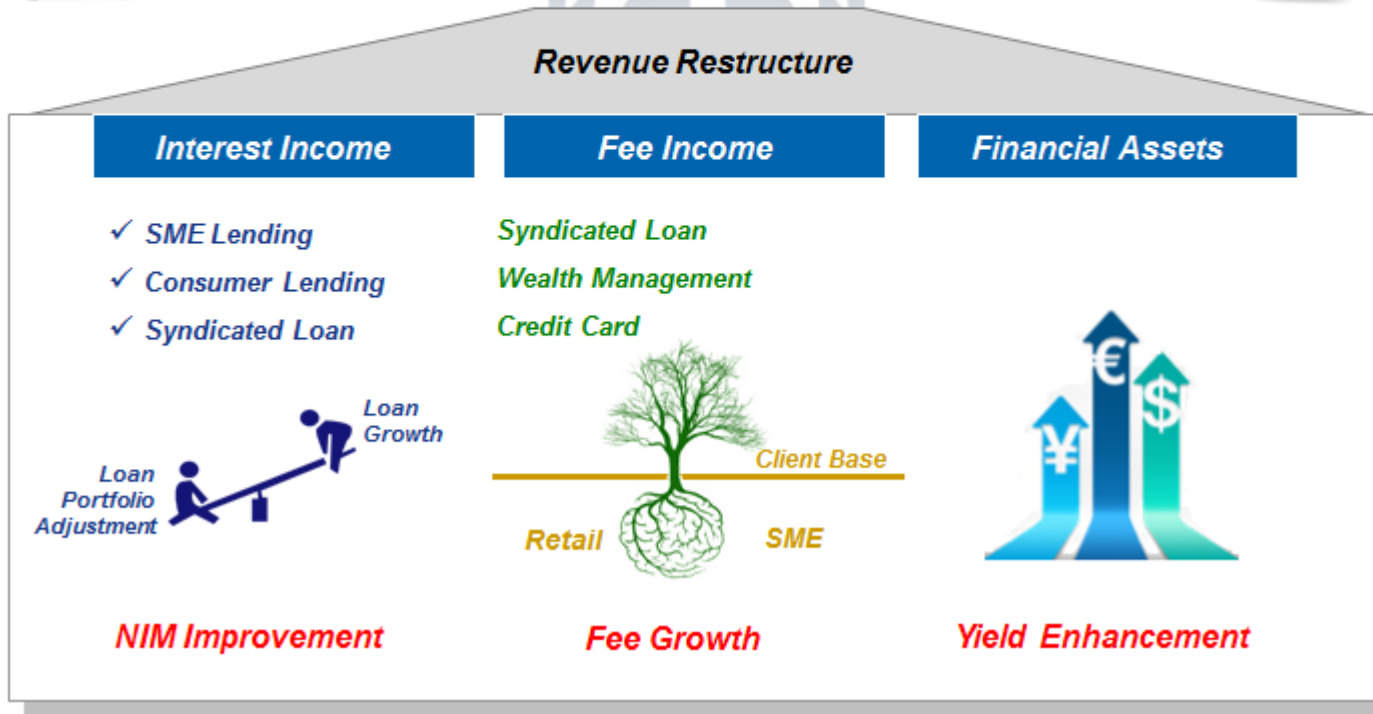 Revenue Restructure
Interest Income
Fee Income
Financial Assets
✓ SME Lending
✓ Consumer Lending
✓ Syndicated Loan
Loan
Growth
Loan
Portfolio
Adjustment
Syndicated Loan
Wealth Management
Credit Card
Client Base
Retail
SME
¥
€
$
NIM Improvement
Fee Growth
Yield Enhancement